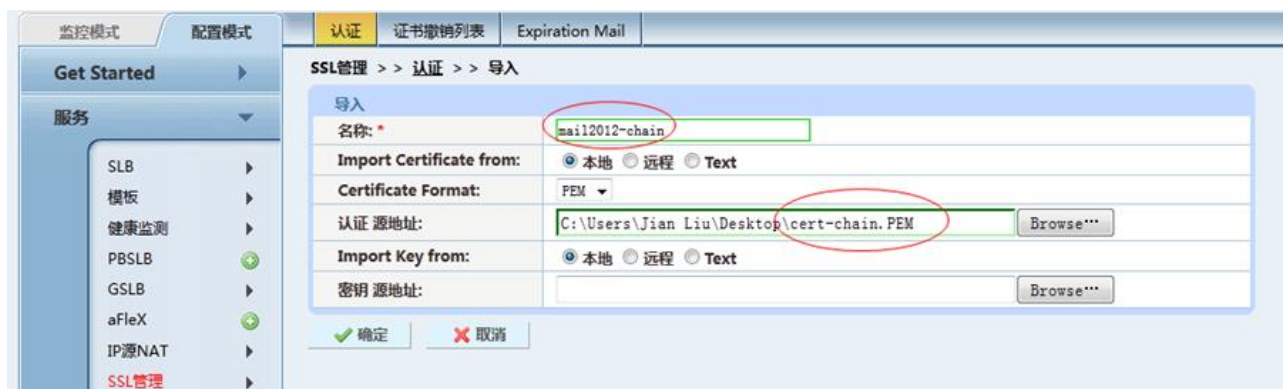 监控模式 配置模式 认证 证书撤销列表 Expiration Mail
Get Started
SSL管理 > > 认证 > > 导入
服务
导入
名称: * mail2012-chain
Import Certificate from: 本地 远程 Text
Certificate Format: PEM
认证 源地址: C:\Users\Jian Liu\Desktop\cert-chain.PEM Browse...
Import Key from: 本地 远程 Text
密钥 源地址: Browse...
确定 取消
SLB
模板
健康监测
PBSLB
GSLB
aFleX
IP源NAT
SSL管理